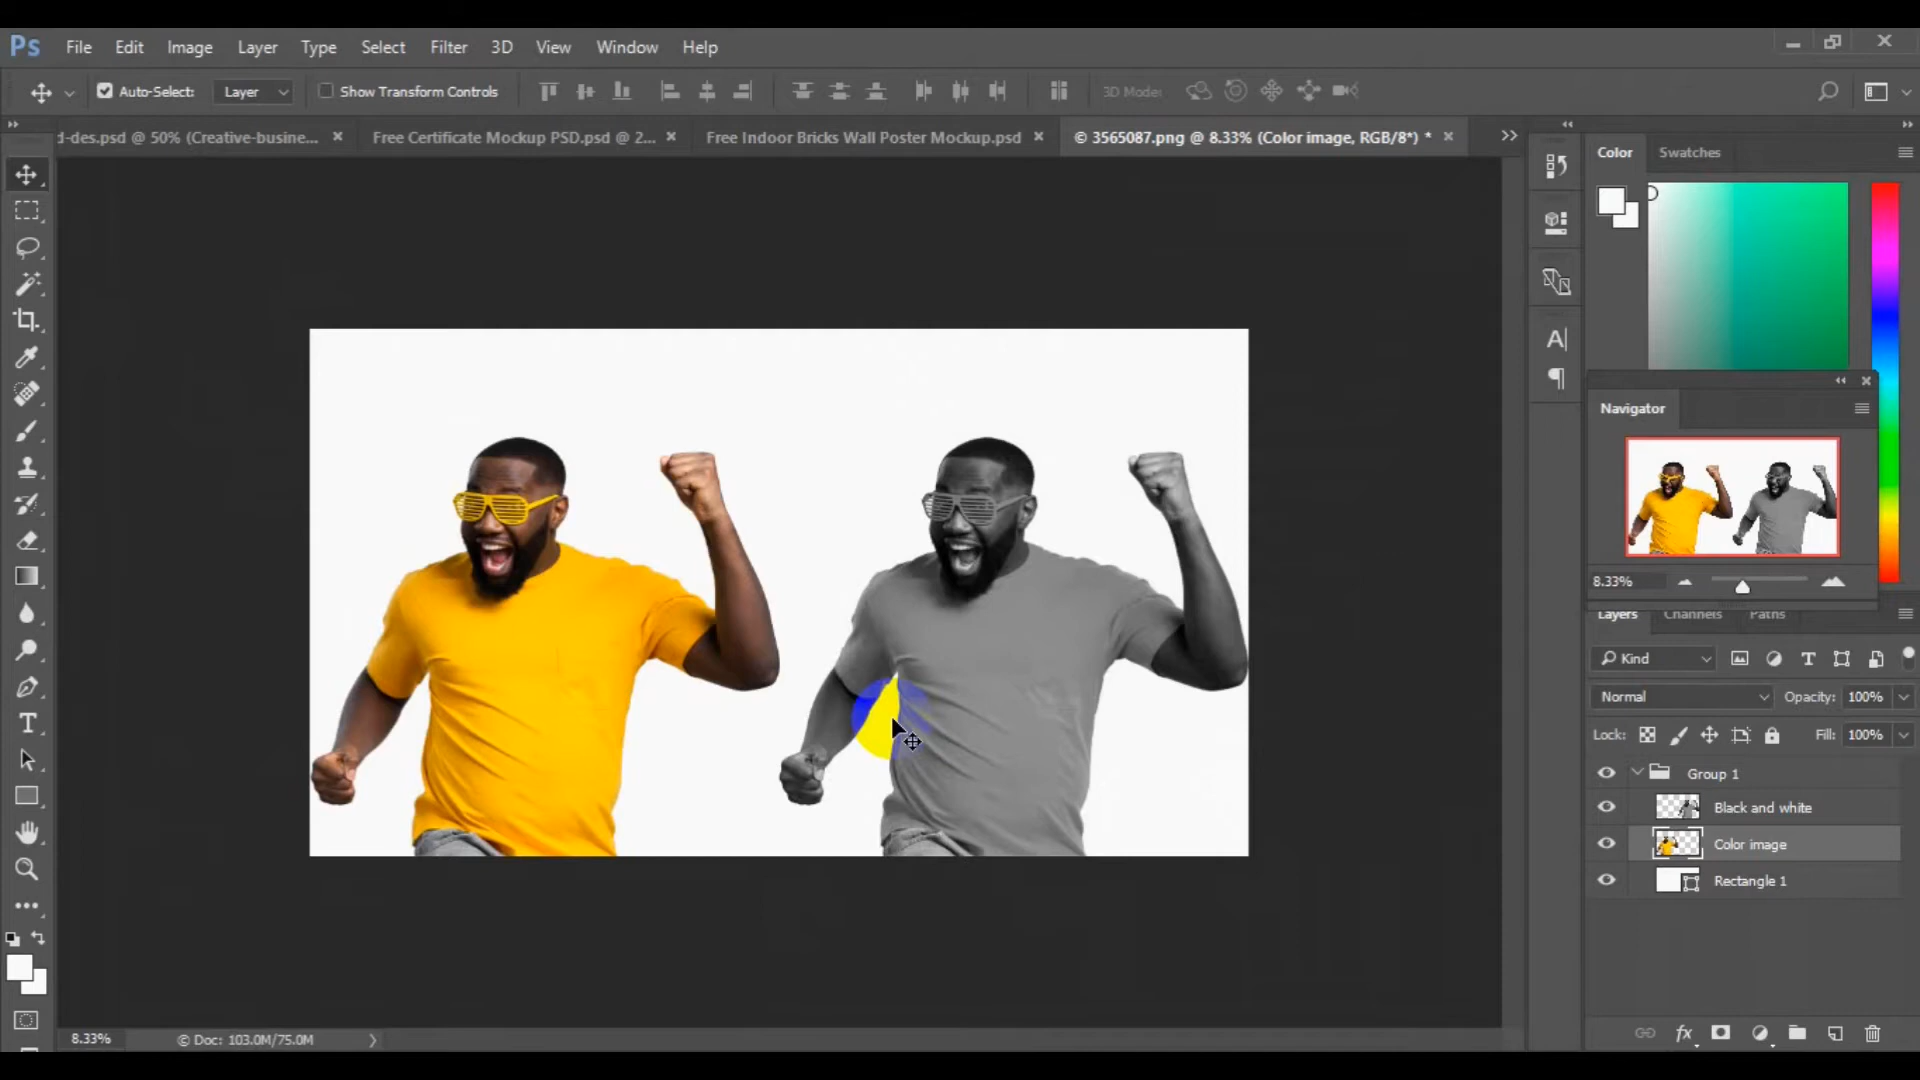 Ps File Edit Image Layer Type Select Filter 3D View Window Help
Auto-Select: Layer Show Transform Controls 3D Mode:
d-des.psd @ 50% (Creative-busine... × Free Certificate Mockup PSD.psd @ 2... × Free Indoor Bricks Wall Poster Mockup.psd × © 3565087.png @ 8.33% (Color image, RGB/8*) * ×
Color Swatches
Navigator
8.33%
Layers Channels Paths
Kind
Normal Opacity: 100%
Lock: Fill: 100%
Group 1
Black and white
Color image
Rectangle 1
8.33% © Doc: 103.0M/75.0M